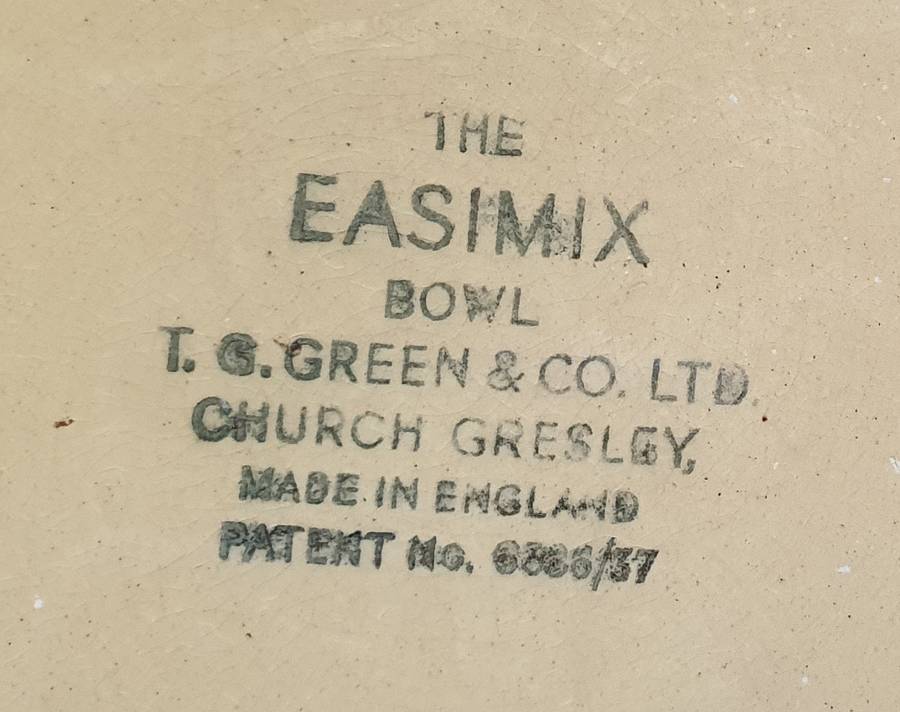 THE
EASIMIX
BOWL
T. G. GREEN & CO. LTD.
CHURCH GRESLEY,
MADE IN ENGLAND
PATENT No.